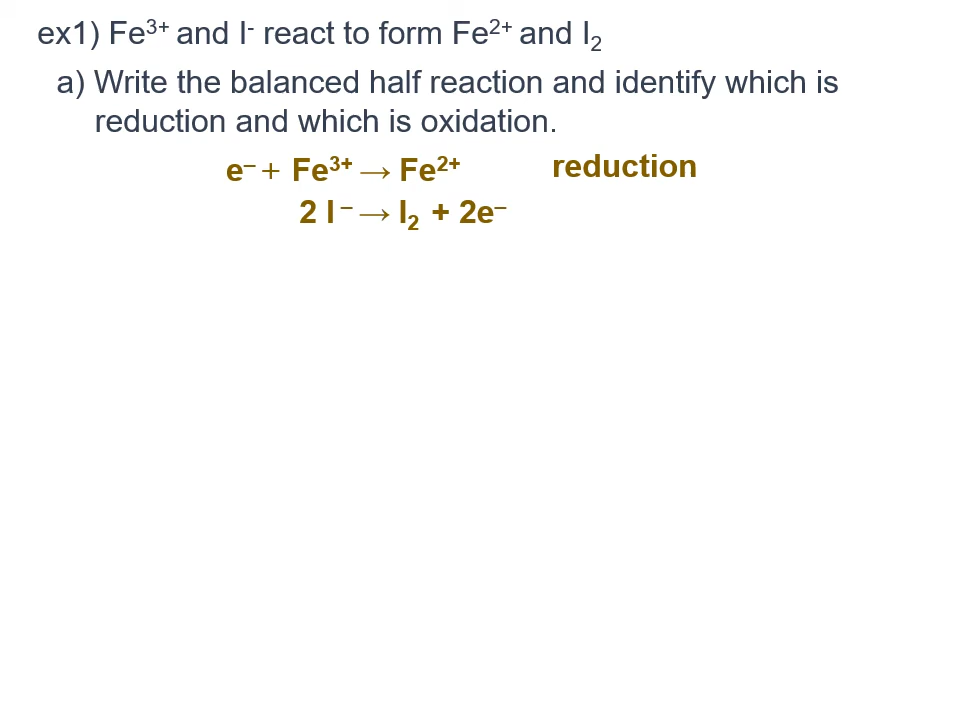 ex1) Fe³⁺ and I⁻ react to form Fe²⁺ and I₂
a) Write the balanced half reaction and identify which is
reduction and which is oxidation.
e⁻ + Fe³⁺ → Fe²⁺ reduction
2 I⁻ → I₂ + 2e⁻